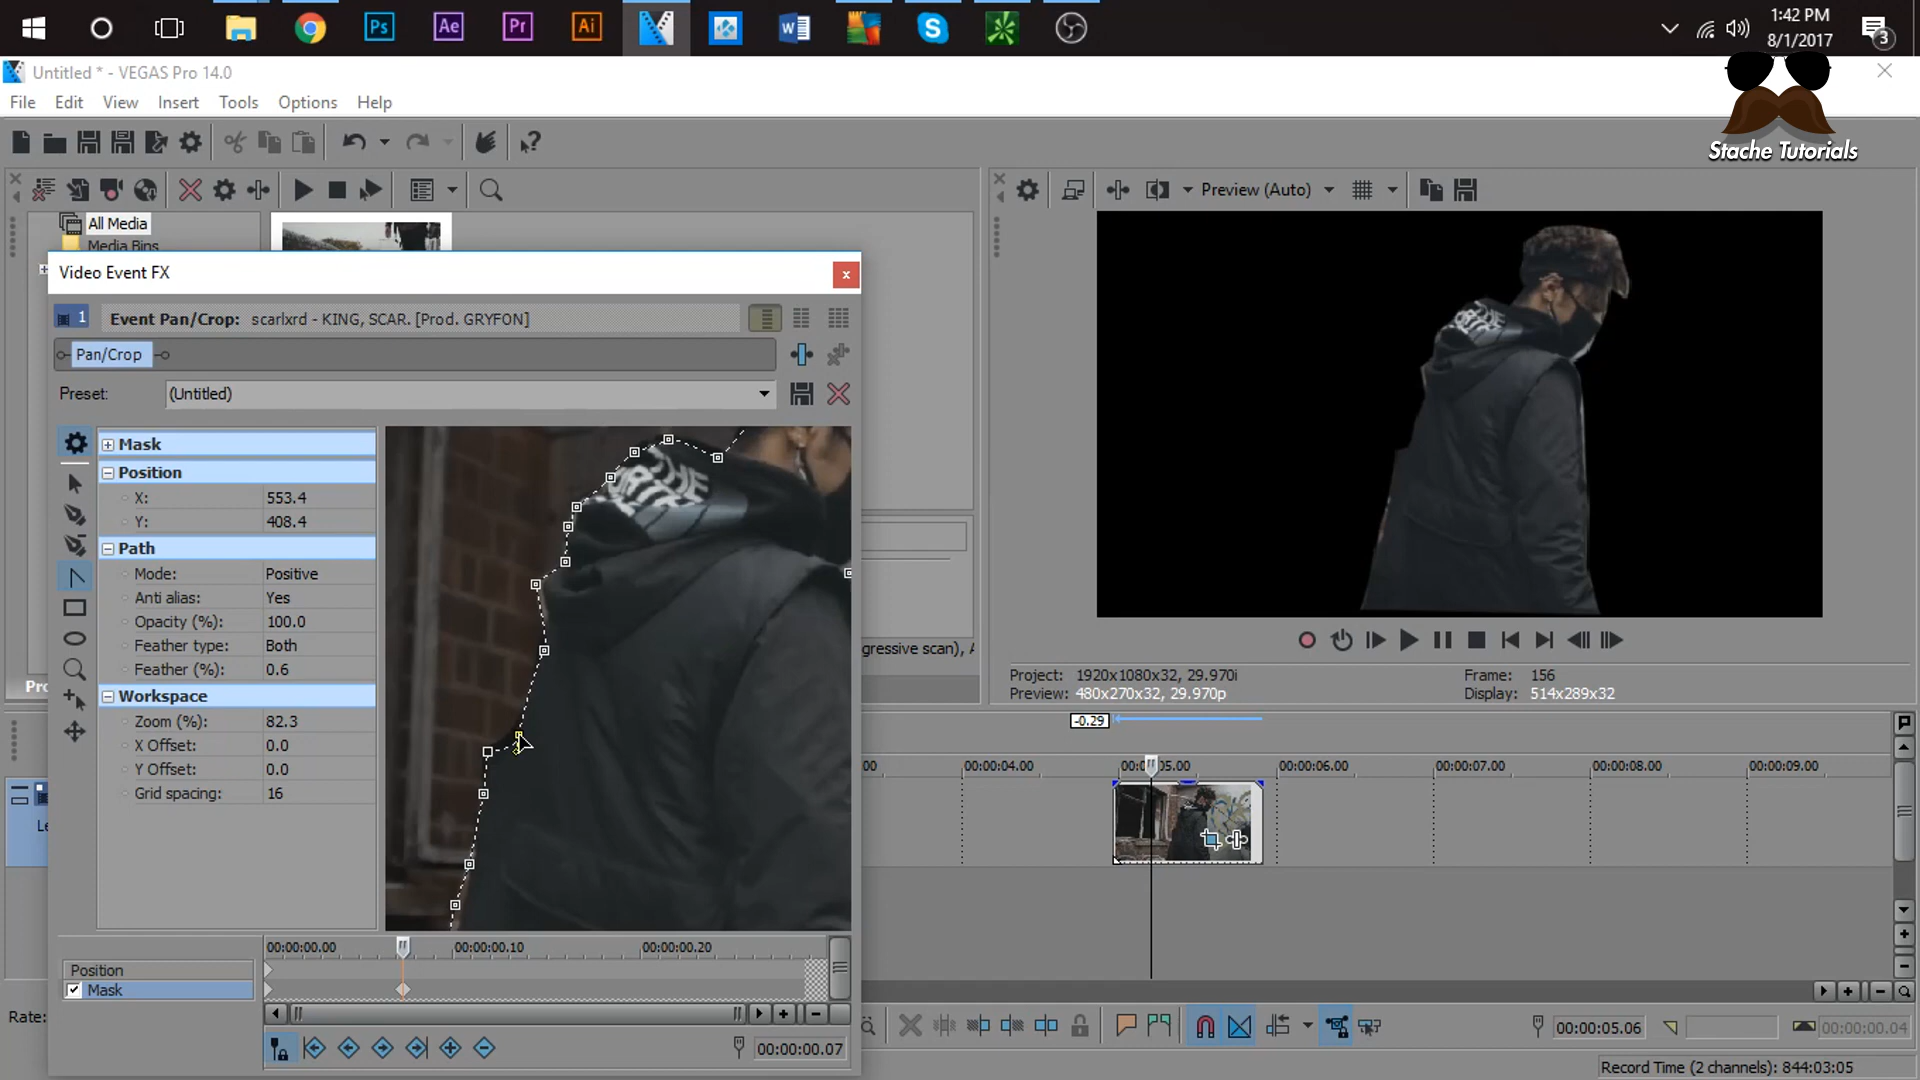 Ps
Ae
Pr
Ai
1:42 PM
8/1/2017
3
Untitled * - VEGAS Pro 14.0
File Edit View Insert Tools Options Help
Stache Tutorials
Preview (Auto)
All Media
Media Bins
Video Event FX
1
Event Pan/Crop: scarlxrd - KING, SCAR. [Prod. GRYFON]
Pan/Crop
Preset: (Untitled)
Mask
Position
X: 553.4
Y: 408.4
Path
Mode: Positive
Anti alias: Yes
Opacity (%): 100.0
Feather type: Both
Feather (%): 0.6
Workspace
Zoom (%): 82.3
X Offset: 0.0
Y Offset: 0.0
Grid spacing: 16
gressive scan), A
Project: 1920x1080x32, 29.970i
Preview: 480x270x32, 29.970p
Frame: 156
Display: 514x289x32
-0.29
00:00:04.00 00:00:06.00 00:00:07.00 00:00:08.00 00:00:09.00
00:00:00.00 00:00:00.10 00:00:00.20
Position
Mask
Rate:
00:00:00.07
00:00:05.06
00:00:00.04
Record Time (2 channels): 844:03:05